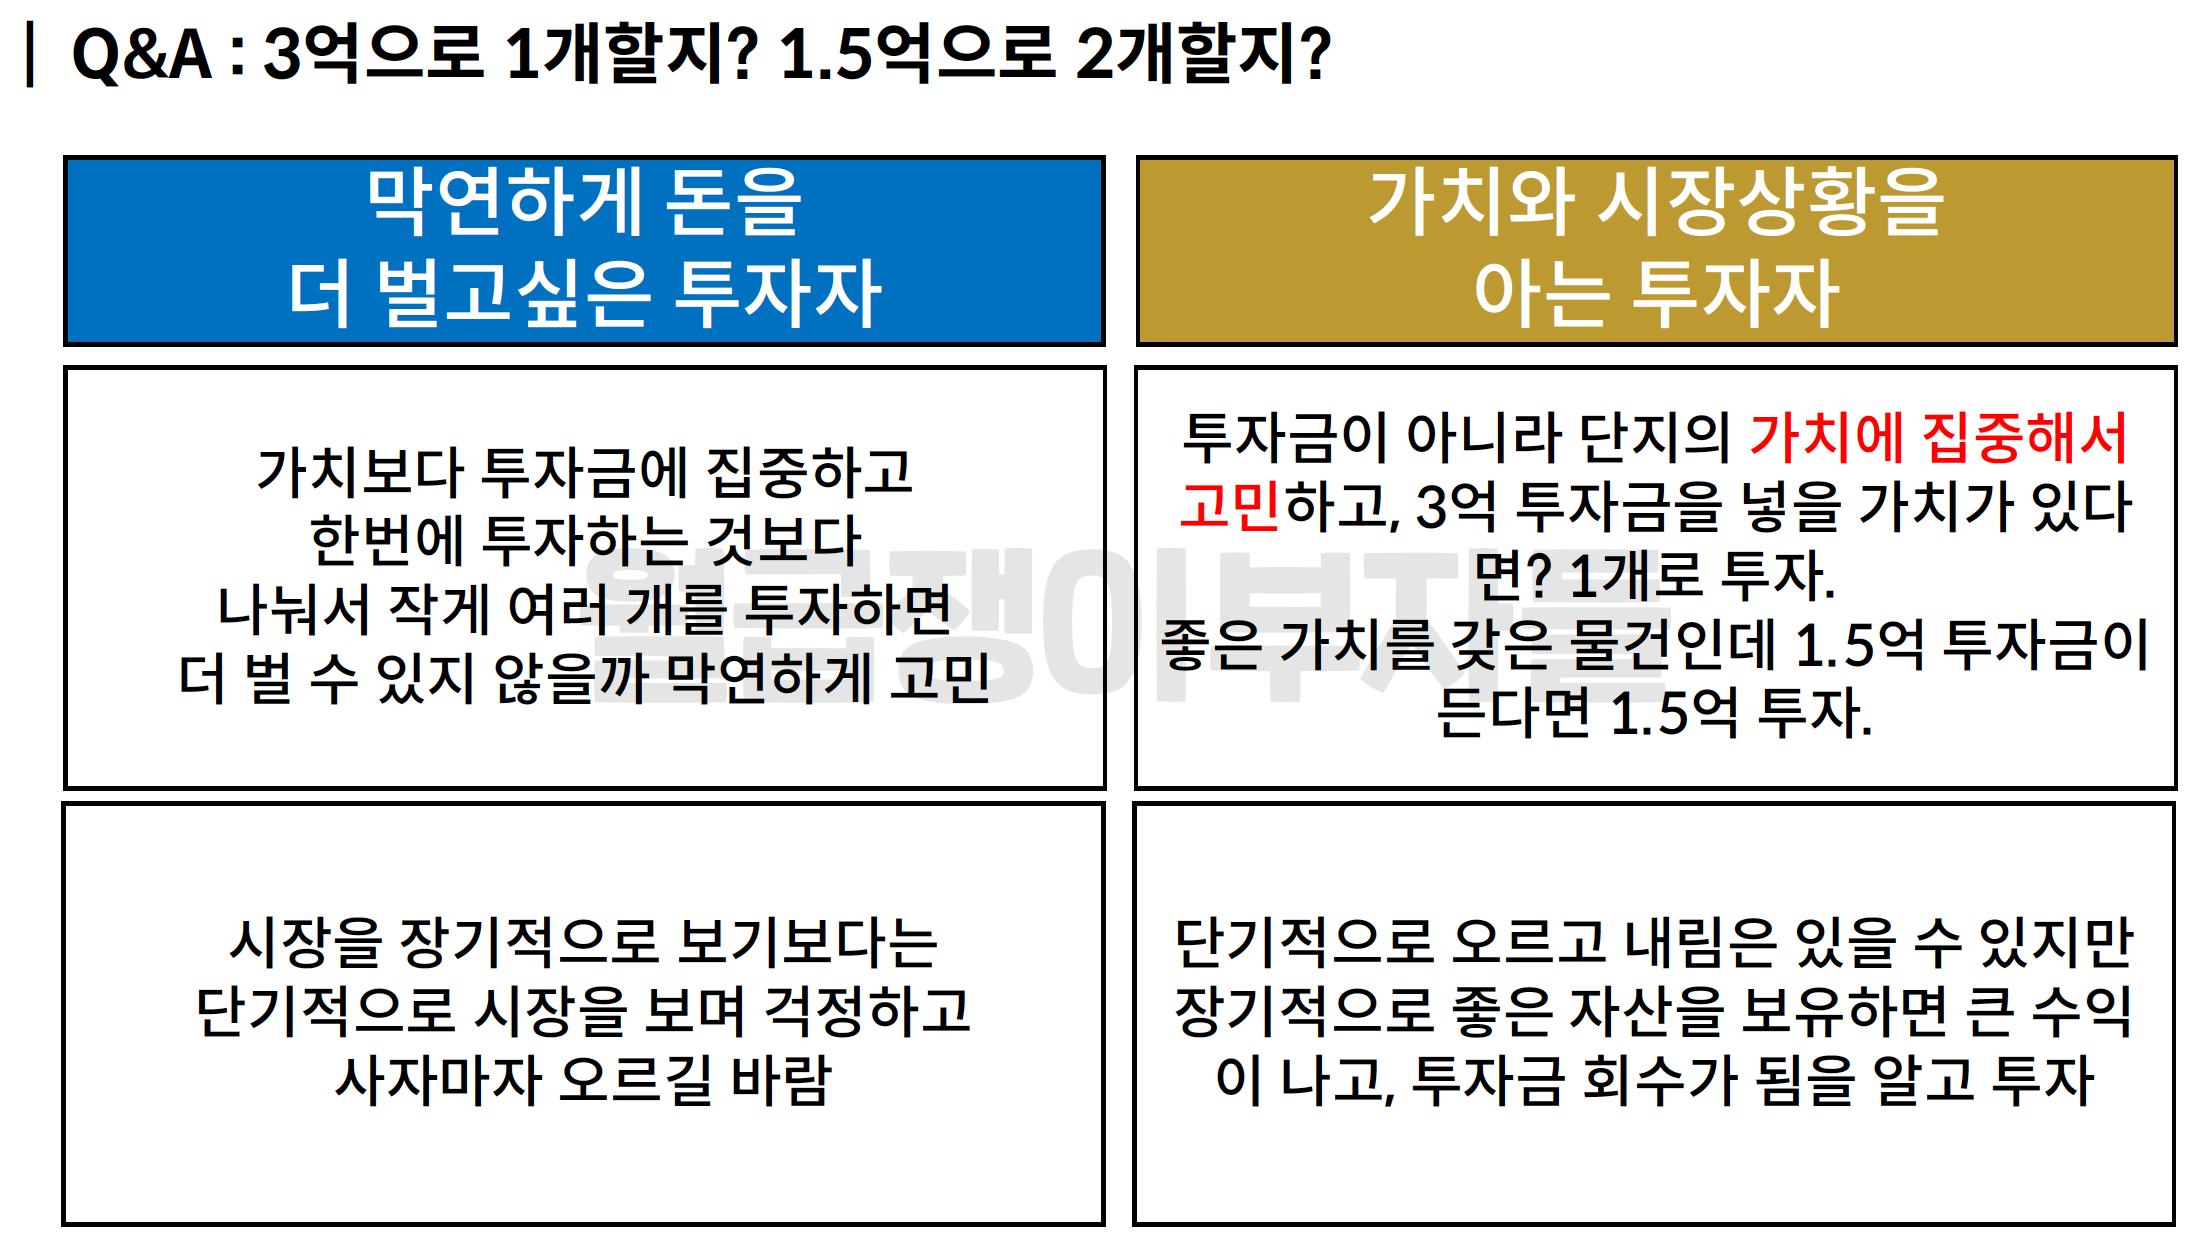 | Q&A : 3억으로 1개할지? 1.5억으로 2개할지?
막연하게 돈을
더 벌고싶은 투자자
가치와 시장상황을
아는 투자자
가치보다 투자금에 집중하고
한번에 투자하는 것보다
나눠서 작게 여러 개를 투자하면
더 벌 수 있지 않을까 막연하게 고민
투자금이 아니라 단지의 가치에 집중해서
고민하고, 3억 투자금을 넣을 가치가 있다
면? 1개로 투자.
좋은 가치를 갖은 물건인데 1.5억 투자금이
든다면 1.5억 투자.
월급쟁이부자들
시장을 장기적으로 보기보다는
단기적으로 시장을 보며 걱정하고
사자마자 오르길 바람
단기적으로 오르고 내림은 있을 수 있지만
장기적으로 좋은 자산을 보유하면 큰 수익
이 나고, 투자금 회수가 됨을 알고 투자